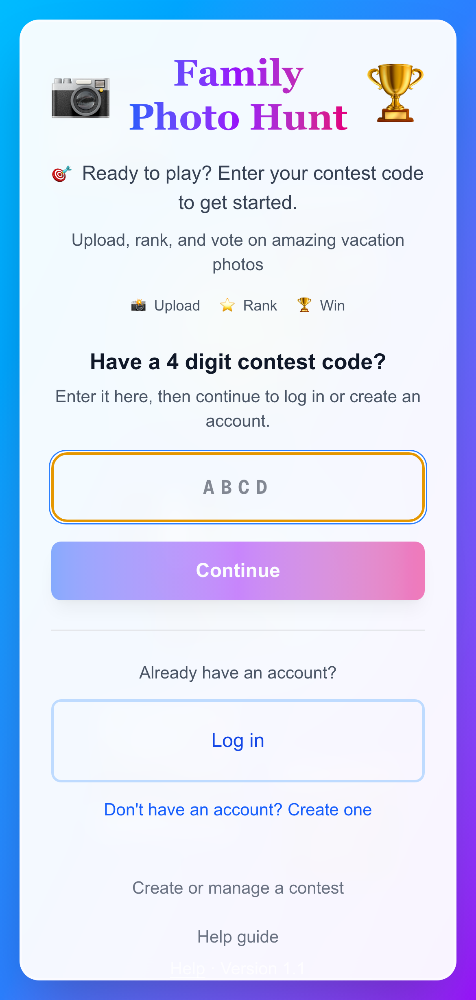 Family
Photo Hunt
Ready to play? Enter your contest code
to get started.
Upload, rank, and vote on amazing vacation
photos
Upload Rank Win
Have a 4 digit contest code?
Enter it here, then continue to log in or create an
account.
ABCD
Continue
Already have an account?
Log in
Don't have an account? Create one
Create or manage a contest
Help guide
Help · Version 1.1